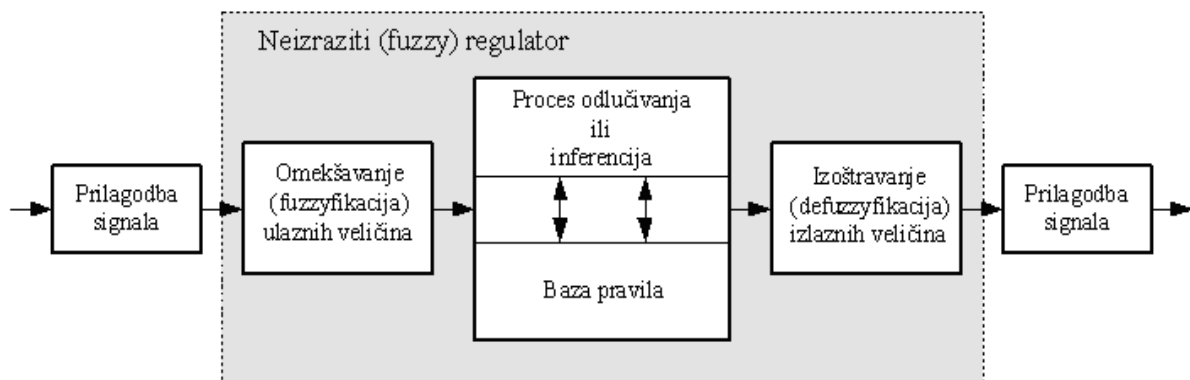 Neizraziti (fuzzy) regulator
Prilagodba
signala
Omekšavanje
(fuzzyfikacija)
ulaznih veličina
Proces odlučivanja
ili
inferencija
Baza pravila
Izoštravanje
(defuzzyfikacija)
izlaznih veličina
Prilagodba
signala